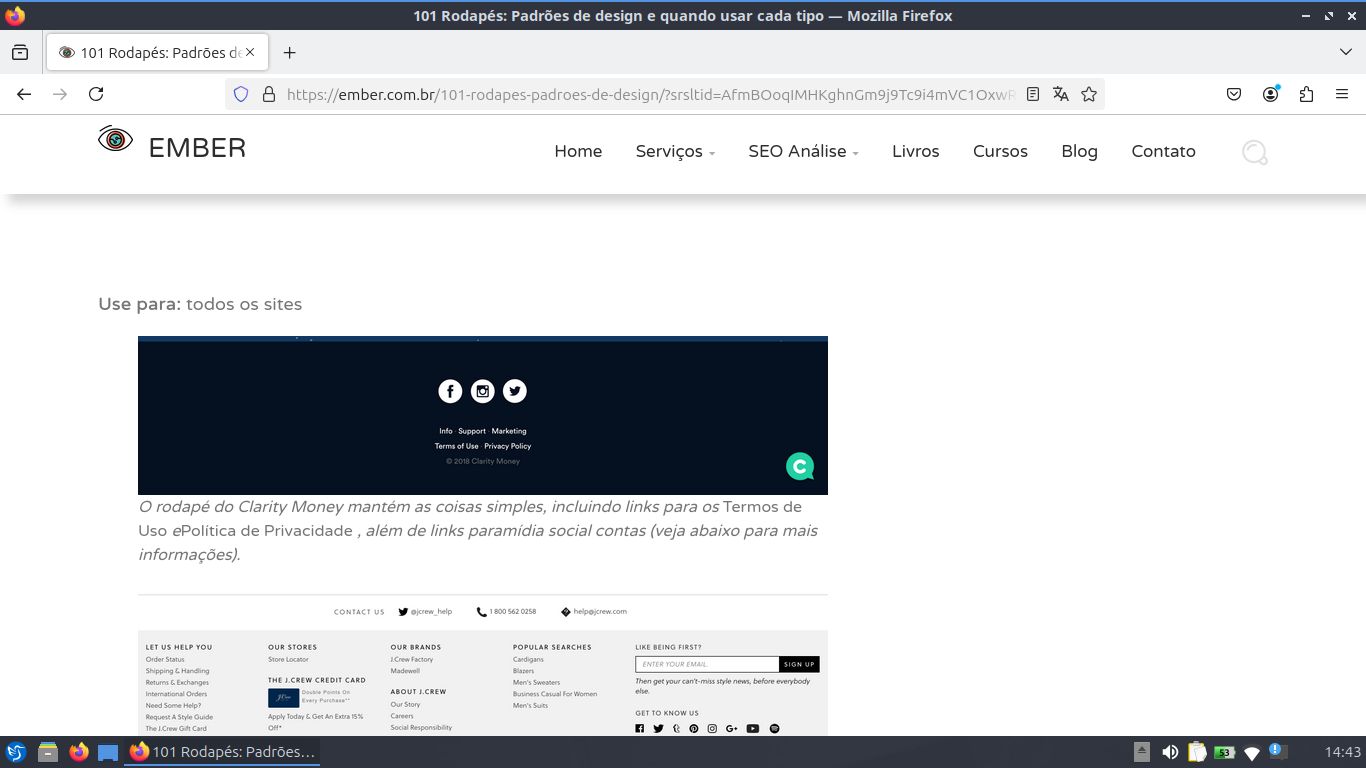 101 Rodapés: Padrões de design e quando usar cada tipo — Mozilla Firefox
101 Rodapés: Padrões de
https://ember.com.br/101-rodapes-padroes-de-design/?srsltid=AfmBOoqIMHKghnGm9j9Tc9i4mVC1OxwR
EMBER
Home Serviços SEO Análise Livros Cursos Blog Contato
Use para: todos os sites
Info · Support · Marketing
Terms of Use · Privacy Policy
© 2018 Clarity Money
C
O rodapé do Clarity Money mantém as coisas simples, incluindo links para os Termos de
Uso ePolítica de Privacidade , além de links paramídia social contas (veja abaixo para mais
informações).
CONTACT US @jcrew_help 1 800 562 0258 help@jcrew.com
LET US HELP YOU
Order Status
Shipping & Handling
Returns & Exchanges
International Orders
Need Some Help?
Request A Style Guide
The J.Crew Gift Card
OUR STORES
Store Locator
THE J.CREW CREDIT CARD
J.Crew
Double Points On
Every Purchase**
Apply Today & Get An Extra 15%
Off*
OUR BRANDS
J.Crew Factory
Madewell
ABOUT J.CREW
Our Story
Careers
Social Responsibility
POPULAR SEARCHES
Cardigans
Blazers
Men's Sweaters
Business Casual For Women
Men's Suits
LIKE BEING FIRST?
ENTER YOUR EMAIL. SIGN UP
Then get your can't-miss style news, before everybody
else.
GET TO KNOW US
101 Rodapés: Padrões...
53
14:43